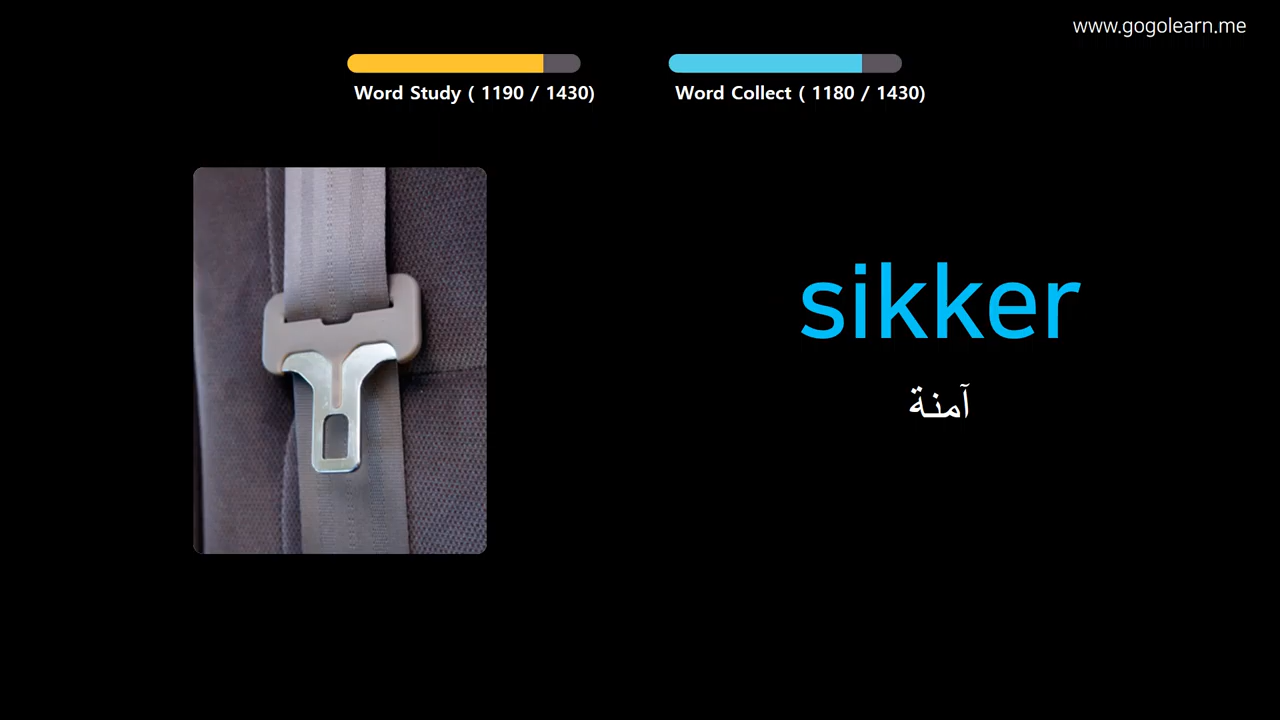 www.gogolearn.me
Word Study ( 1190 / 1430)
Word Collect ( 1180 / 1430)
sikker
آمنة